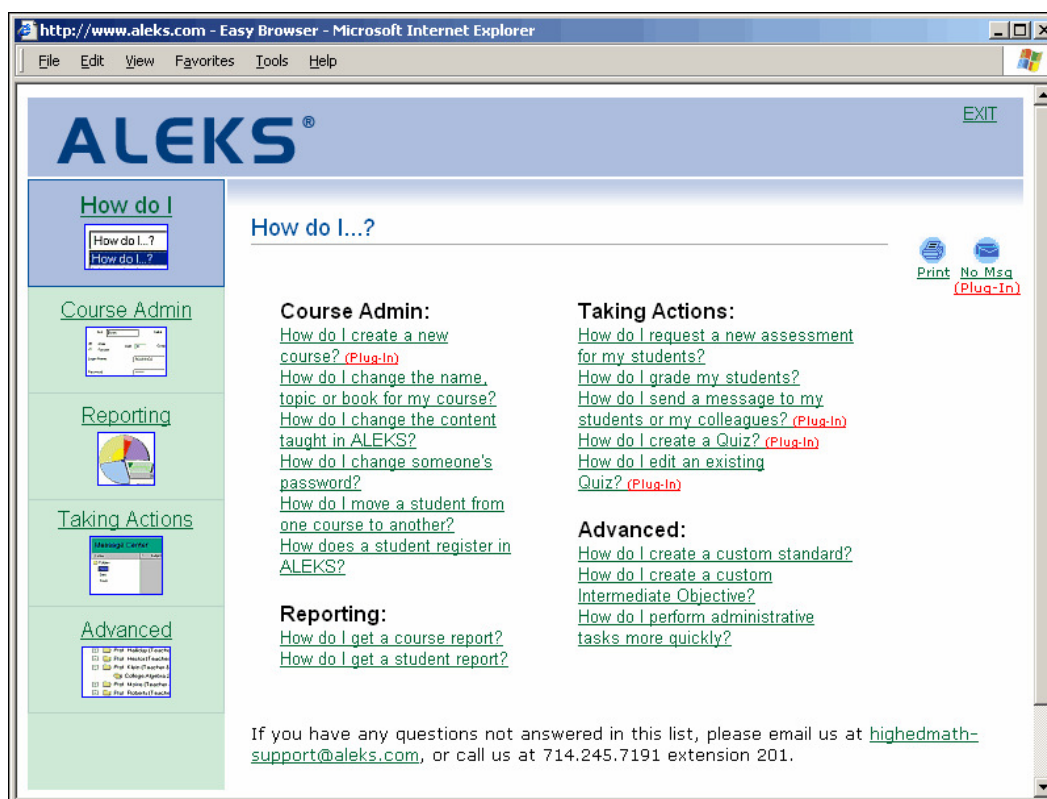 http://www.aleks.com - Easy Browser - Microsoft Internet Explorer
File Edit View Favorites Tools Help
ALEKS®
EXIT
How do I
How do I...?
How do I...?
Course Admin
Reporting
Taking Actions
Message Center
Advanced
How do I...?
Print
No Msg
(Plug-In)
Course Admin:
How do I create a new
course? (Plug-In)
How do I change the name,
topic or book for my course?
How do I change the content
taught in ALEKS?
How do I change someone's
password?
How do I move a student from
one course to another?
How does a student register in
ALEKS?
Reporting:
How do I get a course report?
How do I get a student report?
Taking Actions:
How do I request a new assessment
for my students?
How do I grade my students?
How do I send a message to my
students or my colleagues? (Plug-In)
How do I create a Quiz? (Plug-In)
How do I edit an existing
Quiz? (Plug-In)
Advanced:
How do I create a custom standard?
How do I create a custom
Intermediate Objective?
How do I perform administrative
tasks more quickly?
If you have any questions not answered in this list, please email us at highedmath-
support@aleks.com, or call us at 714.245.7191 extension 201.